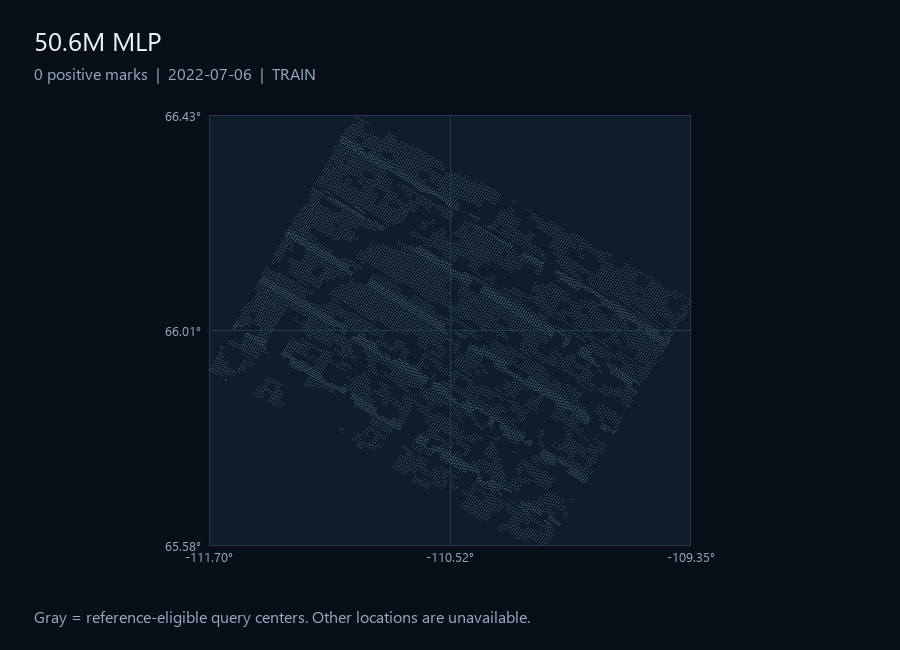 50.6M MLP
0 positive marks | 2022-07-06 | TRAIN
66.43°
66.01°
65.58°
-111.70°
-110.52°
-109.35°
Gray = reference-eligible query centers. Other locations are unavailable.